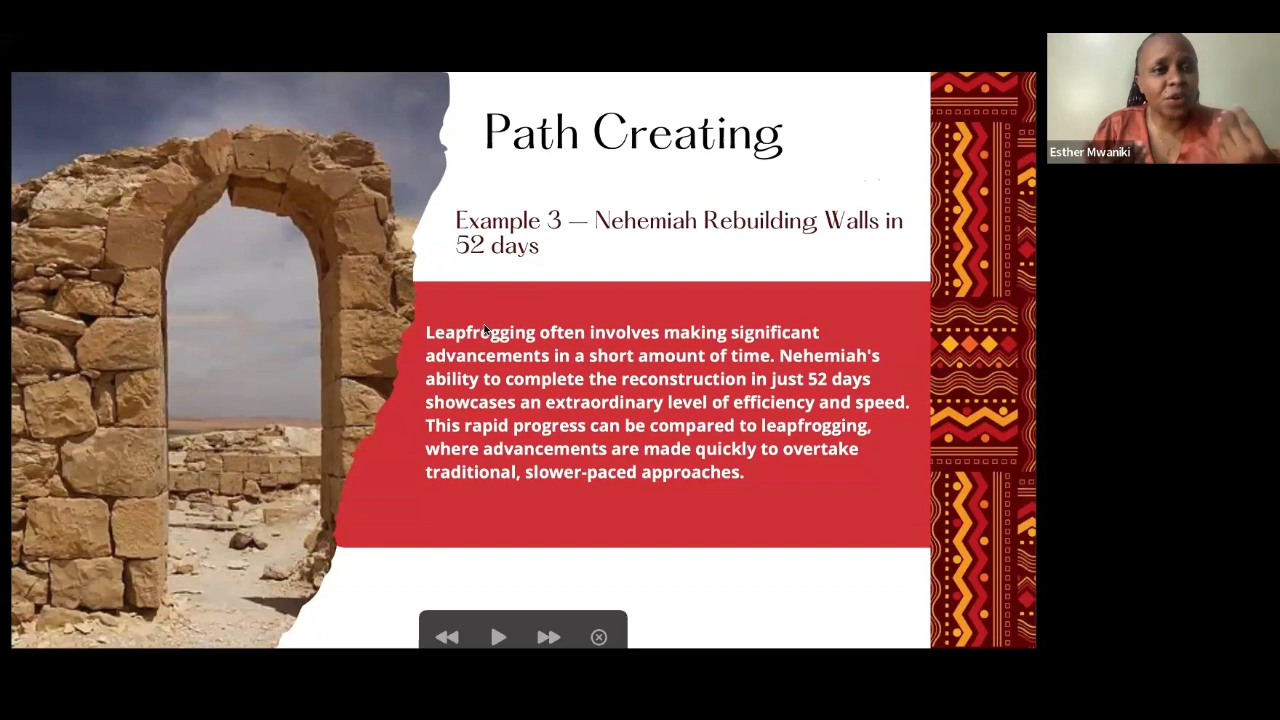 Path Creating
Example 3 — Nehemiah Rebuilding Walls in
52 days
Leapfrogging often involves making significant
advancements in a short amount of time. Nehemiah's
ability to complete the reconstruction in just 52 days
showcases an extraordinary level of efficiency and speed.
This rapid progress can be compared to leapfrogging,
where advancements are made quickly to overtake
traditional, slower-paced approaches.
Esther Mwaniki